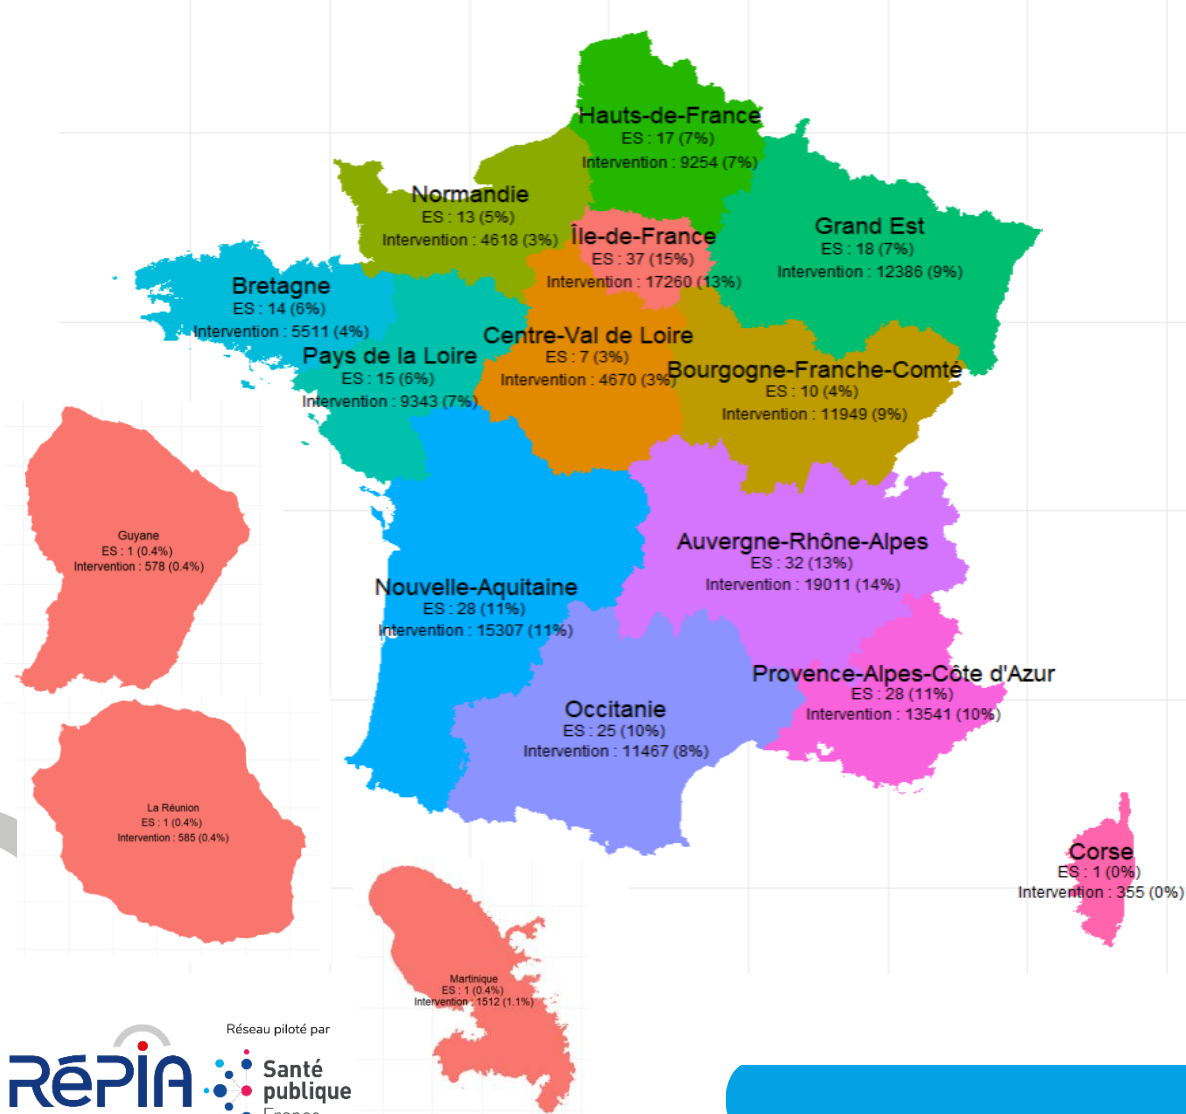 Hauts-de-France
ES : 17 (7%)
Intervention : 9254 (7%)
Normandie
ES : 13 (5%)
Intervention : 4618 (3%)
Île-de-France
ES : 37 (15%)
Intervention : 17260 (13%)
Grand Est
ES : 18 (7%)
Intervention : 12386 (9%)
Bretagne
ES : 14 (6%)
Intervention : 5511 (4%)
Pays de la Loire
ES : 15 (6%)
Intervention : 9343 (7%)
Centre-Val de Loire
ES : 7 (3%)
Intervention : 4670 (3%)
Bourgogne-Franche-Comté
ES : 10 (4%)
Intervention : 11949 (9%)
Guyane
ES : 1 (0.4%)
Intervention : 578 (0.4%)
Auvergne-Rhône-Alpes
ES : 32 (13%)
Intervention : 19011 (14%)
Nouvelle-Aquitaine
ES : 28 (11%)
Intervention : 15307 (11%)
Provence-Alpes-Côte d'Azur
ES : 28 (11%)
Intervention : 13541 (10%)
Occitanie
ES : 25 (10%)
Intervention : 11467 (8%)
La Réunion
ES : 1 (0.4%)
Intervention : 585 (0.4%)
Corse
ES : 1 (0%)
Intervention : 355 (0%)
Martinique
ES : 1 (0.4%)
Intervention : 1512 (1.1%)
RéPIA
Réseau piloté par
Santé
publique
France